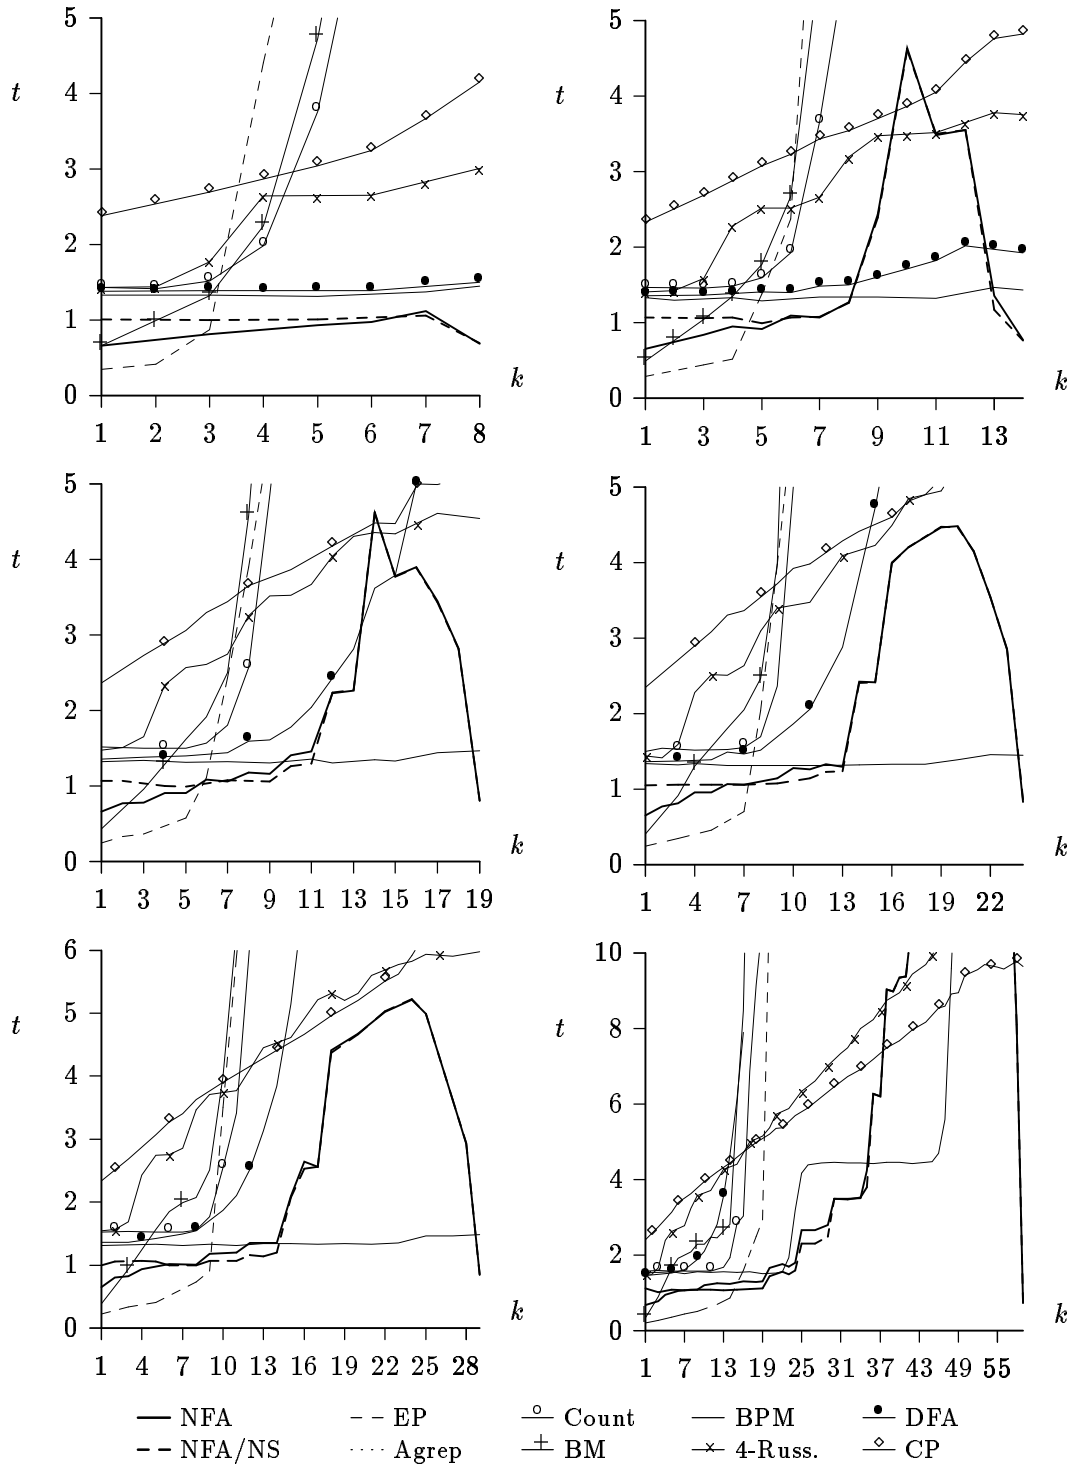 5
4
3
2
1
0
t
k
1 2 3 4 5 6 7 8
5
4
3
2
1
0
t
k
1 3 5 7 9 11 13
5
4
3
2
1
0
t
k
1 3 5 7 9 11 13 15 17 19
5
4
3
2
1
0
t
k
1 4 7 10 13 16 19 22
6
5
4
3
2
1
0
t
k
1 4 7 10 13 16 19 22 25 28
10
8
6
4
2
0
t
k
1 7 13 19 25 31 37 43 49 55
NFA EP Count BPM DFA
NFA/NS Agrep BM 4-Russ. CP